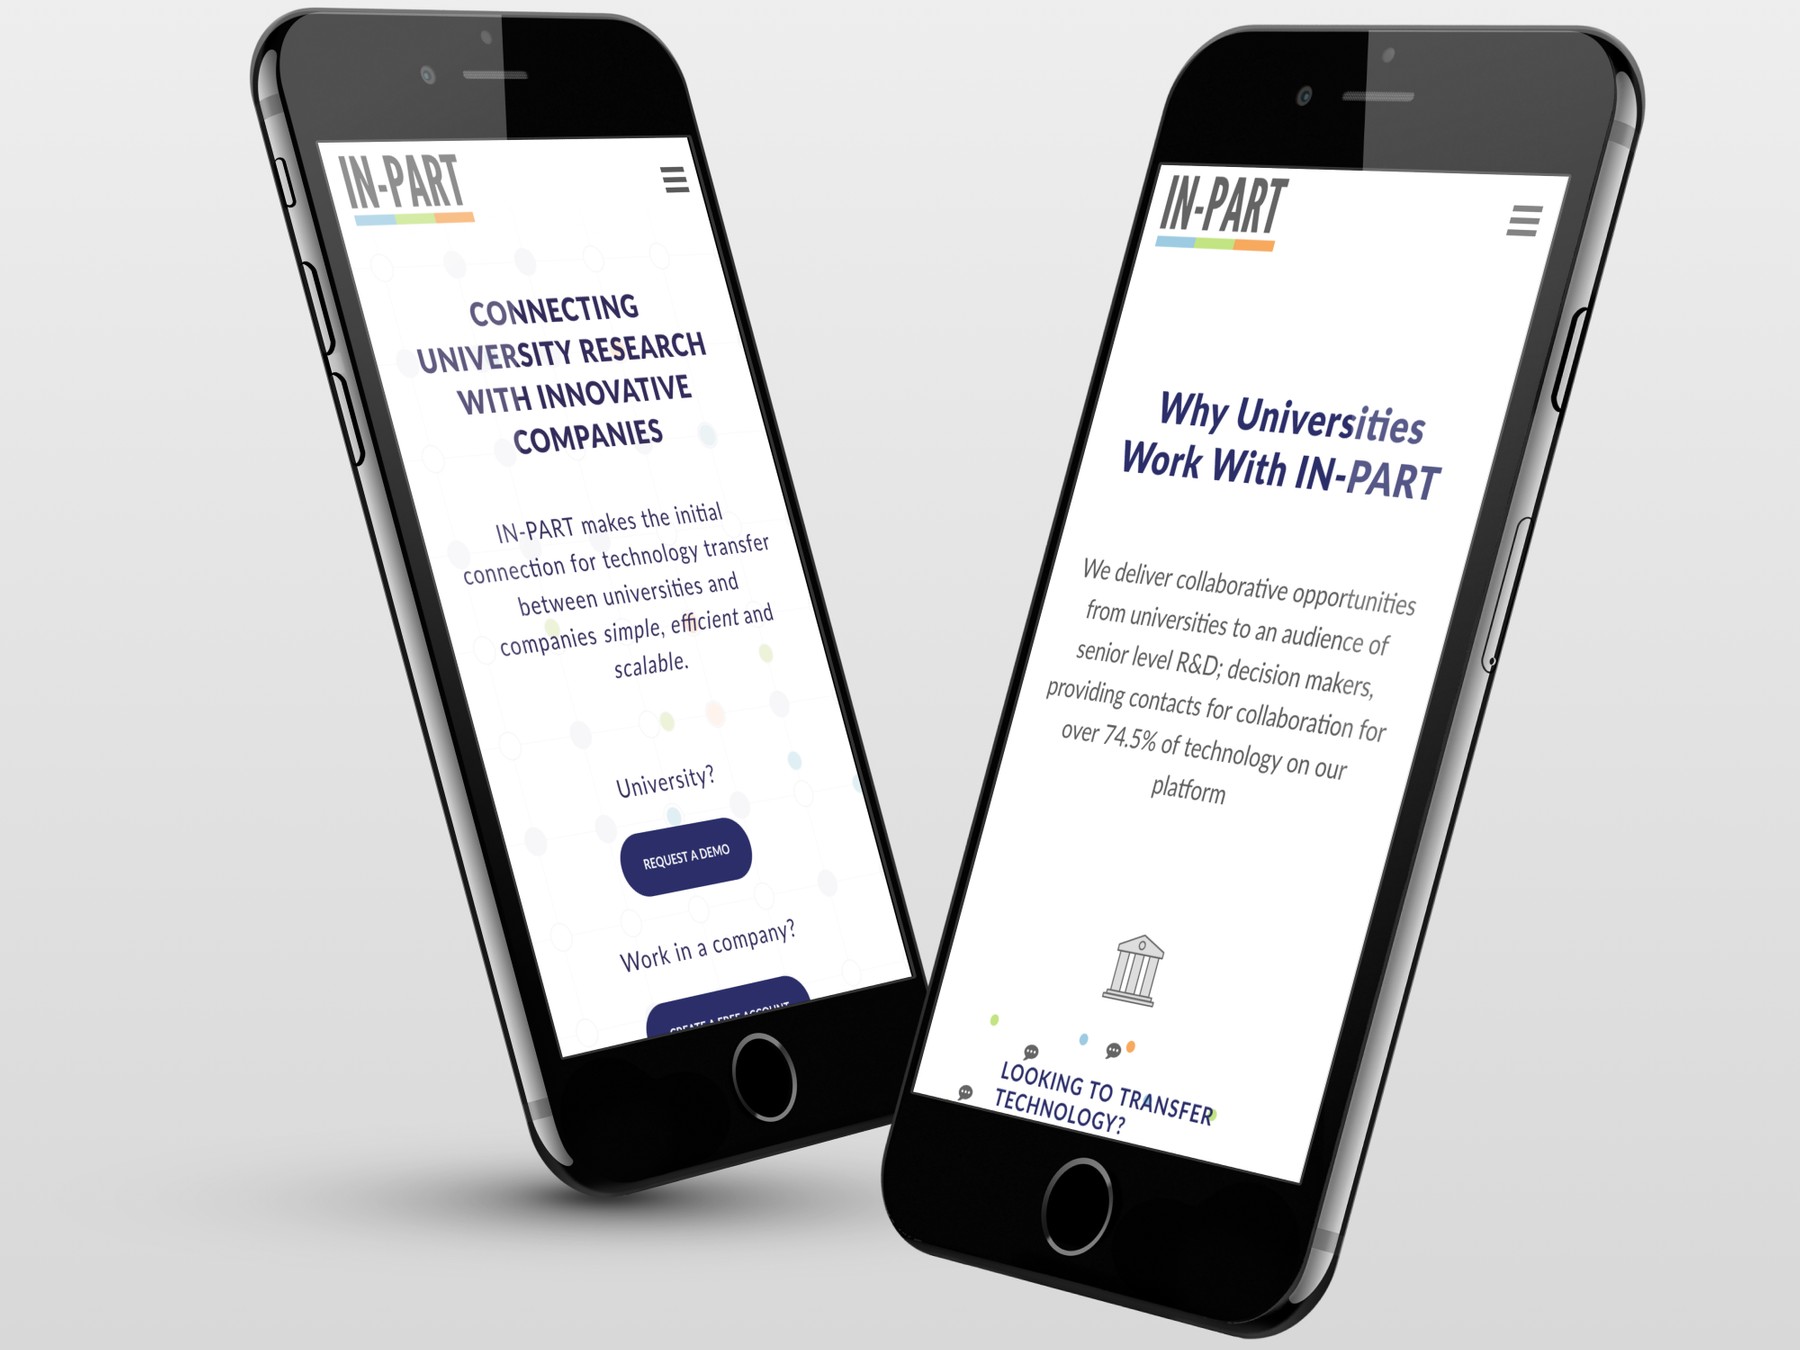 IN-PART
CONNECTING
UNIVERSITY RESEARCH
WITH INNOVATIVE
COMPANIES
IN-PART makes the initial
connection for technology transfer
between universities and
companies simple, efficient and
scalable.
University?
REQUEST A DEMO
Work in a company?
CREATE A FREE ACCOUNT
IN-PART
Why Universities
Work With IN-PART
We deliver collaborative opportunities
from universities to an audience of
senior level R&D; decision makers,
providing contacts for collaboration for
over 74.5% of technology on our
platform
LOOKING TO TRANSFER
TECHNOLOGY?